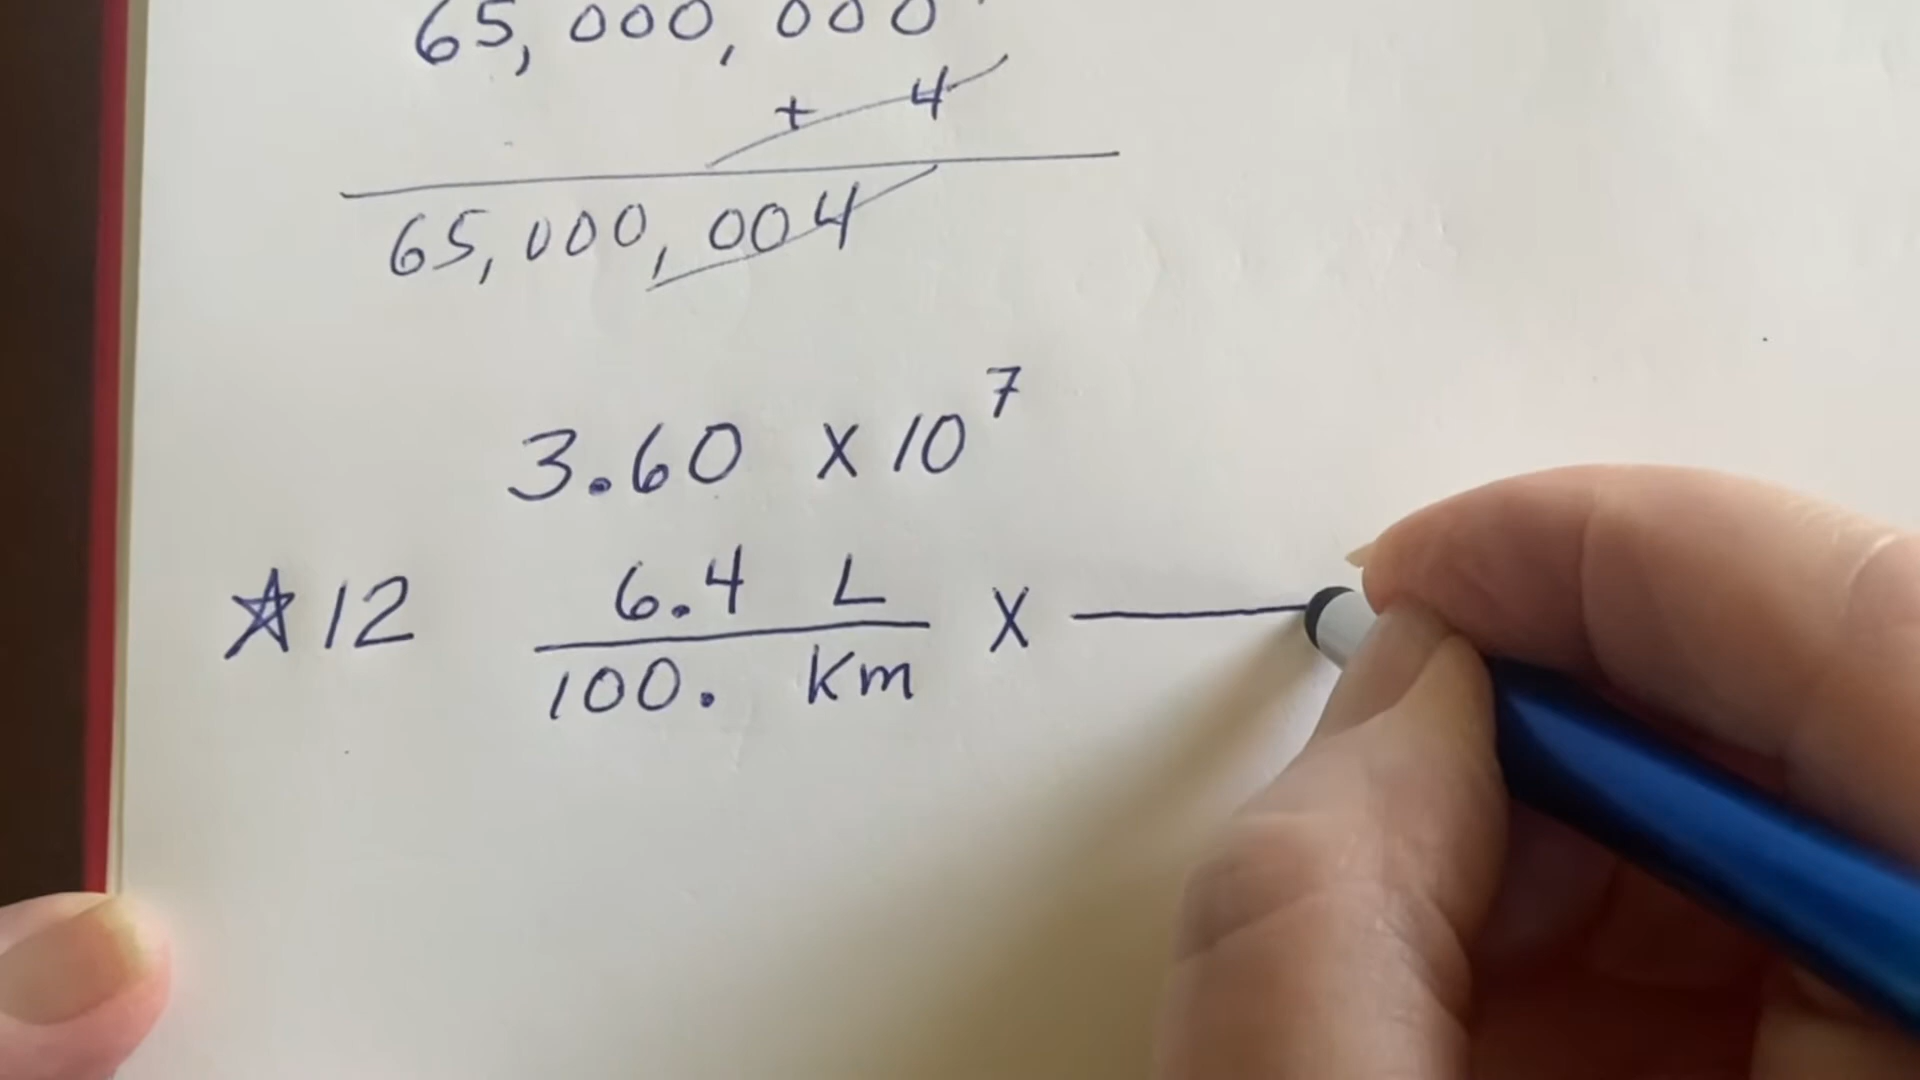 65,000,000
+ 4
65,000,004
3.60 x 10⁷
☆12 6.4 L x
100. Km